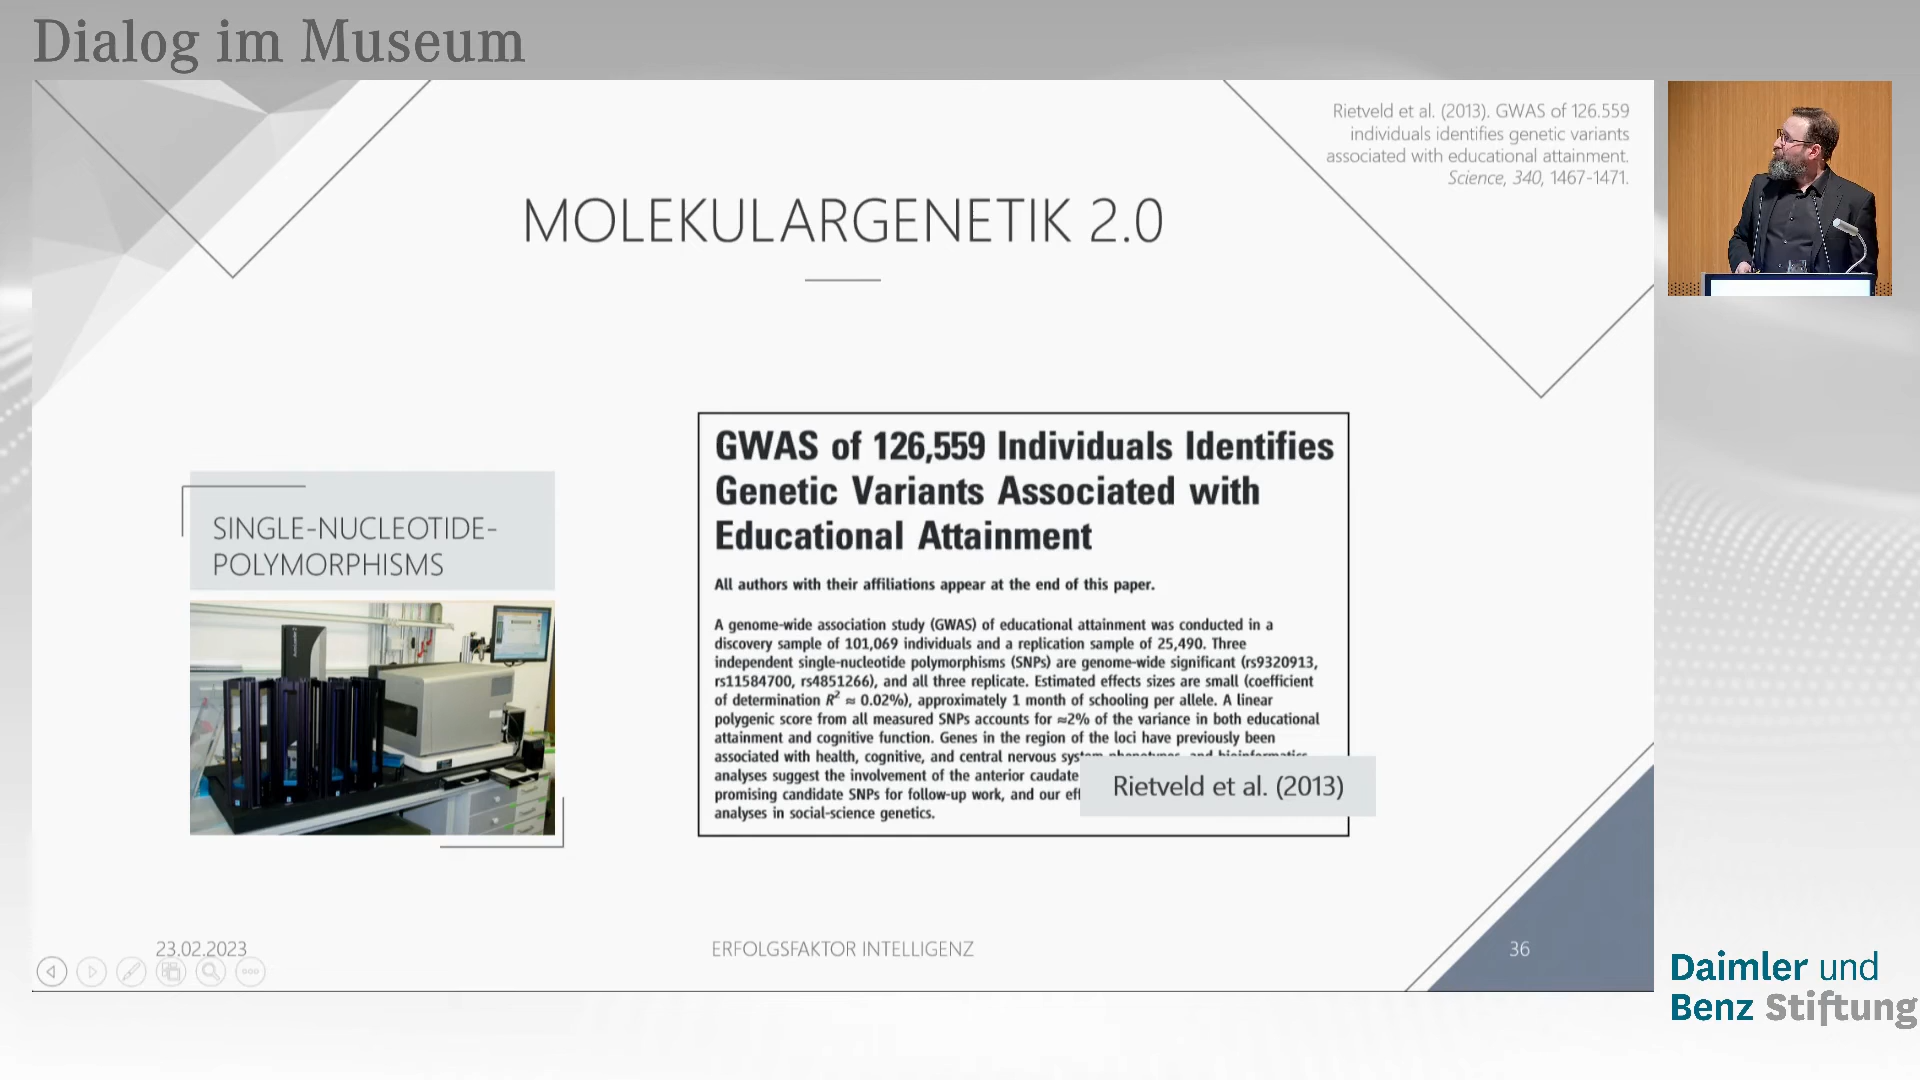 Dialog im Museum
Rietveld et al. (2013). GWAS of 126.559
individuals identifies genetic variants
associated with educational attainment.
Science, 340, 1467-1471.
MOLEKULARGENETIK 2.0
SINGLE-NUCLEOTIDE-
POLYMORPHISMS
GWAS of 126,559 Individuals Identifies
Genetic Variants Associated with
Educational Attainment
All authors with their affiliations appear at the end of this paper.
A genome-wide association study (GWAS) of educational attainment was conducted in a
discovery sample of 101,069 individuals and a replication sample of 25,490. Three
independent single-nucleotide polymorphisms (SNPs) are genome-wide significant (rs9320913,
rs11584700, rs4851266), and all three replicate. Estimated effects sizes are small (coefficient
of determination R² ≈ 0.02%), approximately 1 month of schooling per allele. A linear
polygenic score from all measured SNPs accounts for ≈2% of the variance in both educational
attainment and cognitive function. Genes in the region of the loci have previously been
associated with health, cognitive, and central nervous system phenotypes, and bioinformatics
analyses suggest the involvement of the anterior caudate
promising candidate SNPs for follow-up work, and our eff
analyses in social-science genetics.
Rietveld et al. (2013)
23.02.2023
ERFOLGSFAKTOR INTELLIGENZ
36
Daimler und
Benz Stiftung